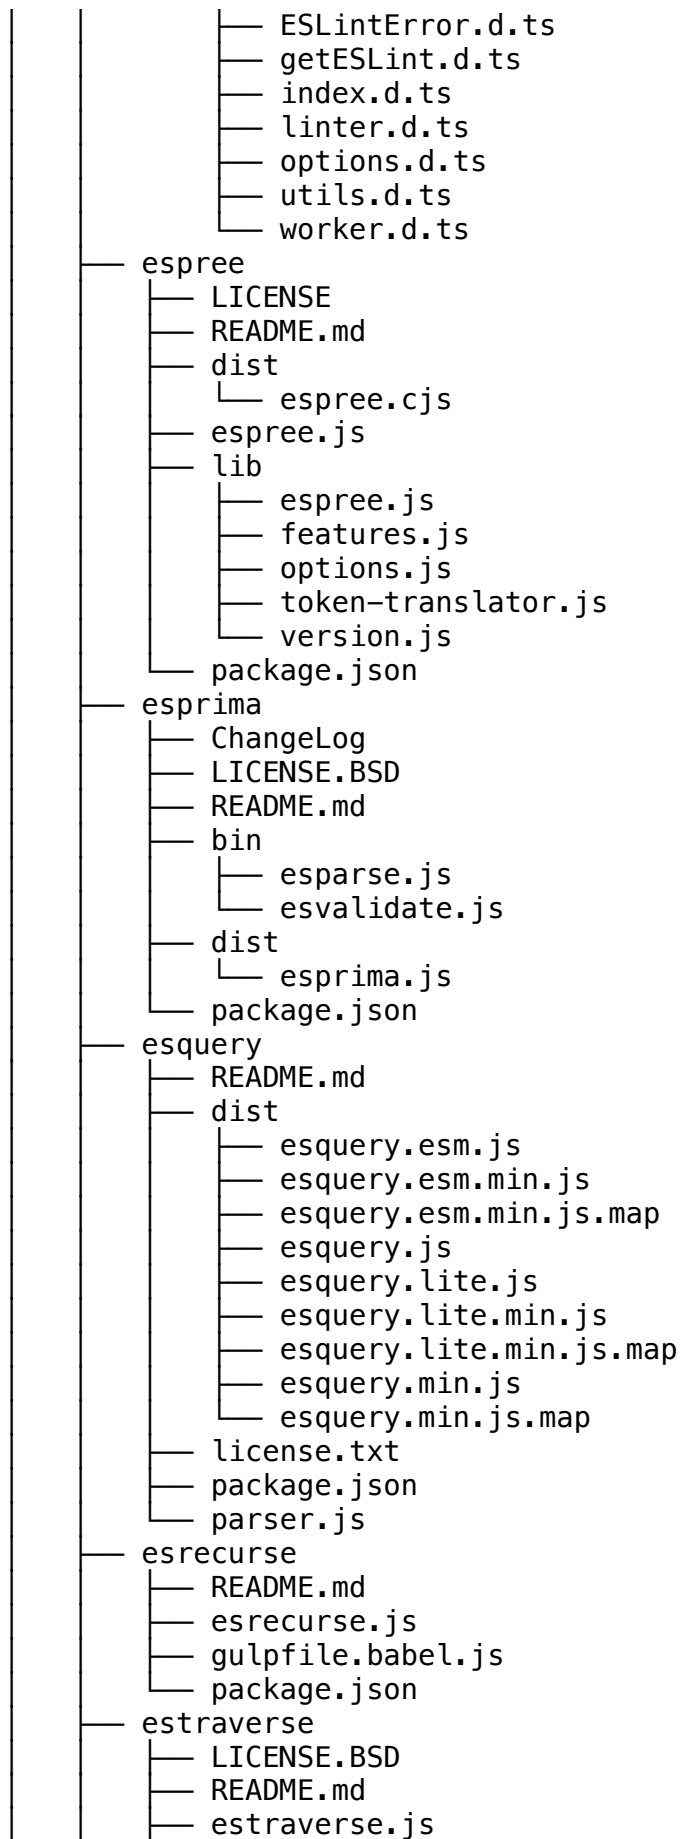 │   │       ├── ESLintError.d.ts
│   │       ├── getESLint.d.ts
│   │       ├── index.d.ts
│   │       ├── linter.d.ts
│   │       ├── options.d.ts
│   │       ├── utils.d.ts
│   │       └── worker.d.ts
│   ├── espree
│   │   ├── LICENSE
│   │   ├── README.md
│   │   ├── dist
│   │   │   └── espree.cjs
│   │   ├── espree.js
│   │   ├── lib
│   │   │   ├── espree.js
│   │   │   ├── features.js
│   │   │   ├── options.js
│   │   │   ├── token-translator.js
│   │   │   └── version.js
│   │   └── package.json
│   ├── esprima
│   │   ├── ChangeLog
│   │   ├── LICENSE.BSD
│   │   ├── README.md
│   │   ├── bin
│   │   │   ├── esparse.js
│   │   │   └── esvalidate.js
│   │   ├── dist
│   │   │   └── esprima.js
│   │   └── package.json
│   ├── esquery
│   │   ├── README.md
│   │   ├── dist
│   │   │   ├── esquery.esm.js
│   │   │   ├── esquery.esm.min.js
│   │   │   ├── esquery.esm.min.js.map
│   │   │   ├── esquery.js
│   │   │   ├── esquery.lite.js
│   │   │   ├── esquery.lite.min.js
│   │   │   ├── esquery.lite.min.js.map
│   │   │   ├── esquery.min.js
│   │   │   └── esquery.min.js.map
│   │   ├── license.txt
│   │   ├── package.json
│   │   └── parser.js
│   ├── esrecurse
│   │   ├── README.md
│   │   ├── esrecurse.js
│   │   ├── gulpfile.babel.js
│   │   └── package.json
│   ├── estraverse
│   │   ├── LICENSE.BSD
│   │   ├── README.md
│   │   ├── estraverse.js